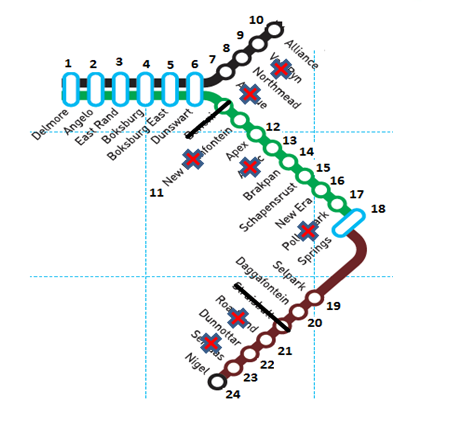 10
9
8
7
1 2 3 4 5 6
Alliance
Northmead
Delmore
Angelo
East Rand
Boksburg
Boksburg East
Dunswart
New
11
12
Apex
13
14
Brakpan
15
Schapensrust
16
New Era
17
18
Springs
Selpark
Daggafontein
19
20
Dunnottar
21
22
Nigel
23
24